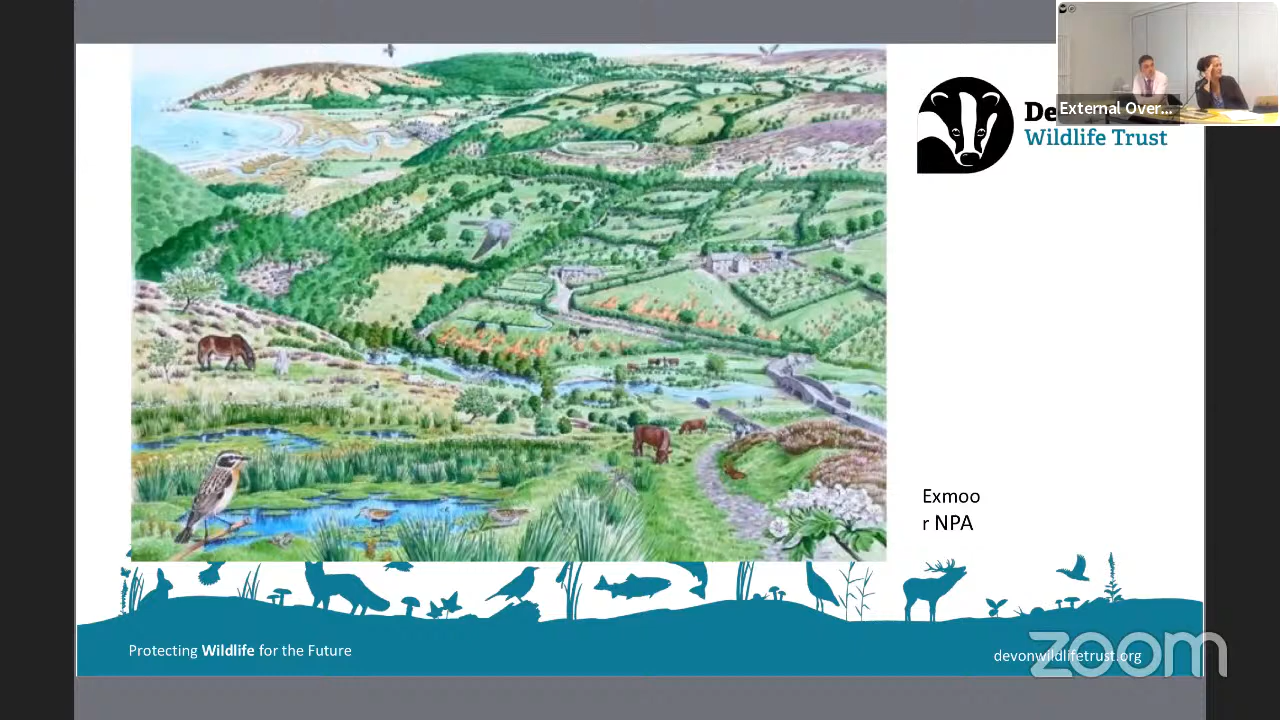 De
Wildlife Trust
External Over...
Exmoo
r NPA
Protecting Wildlife for the Future
devonwildlifetrust.org
zoom